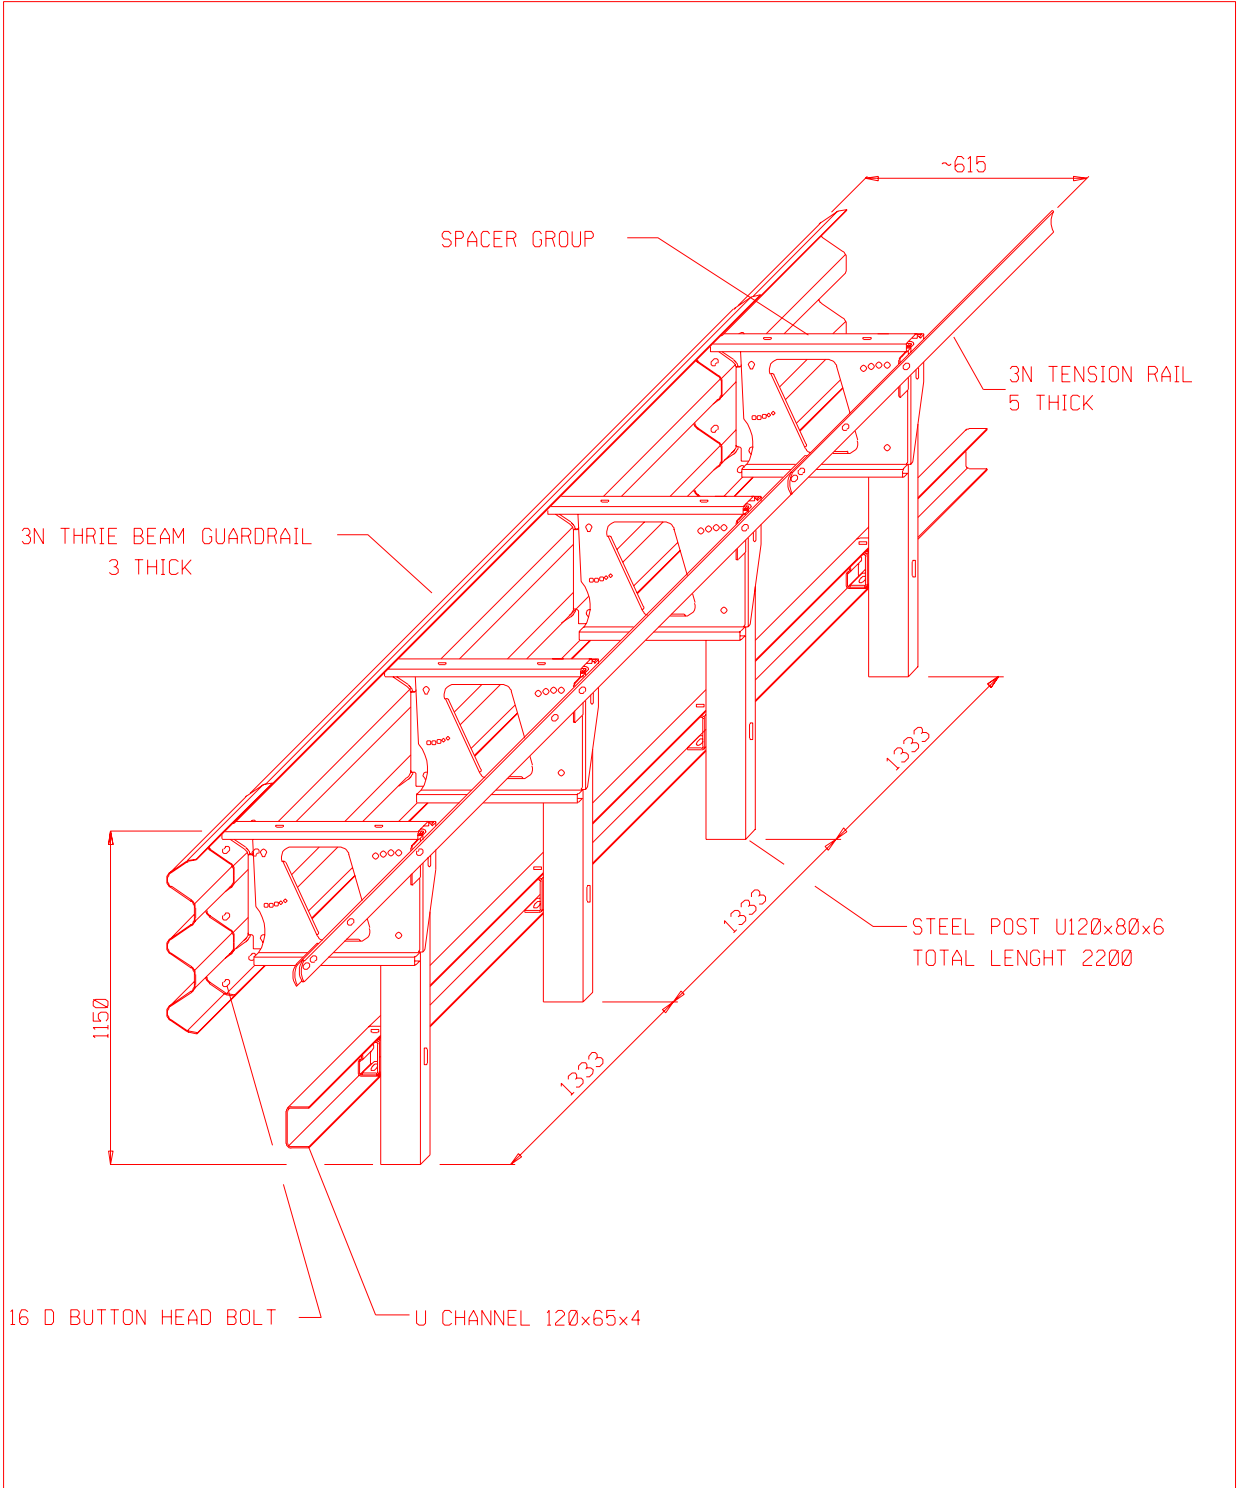 ~615
SPACER GROUP
3N TENSION RAIL
5 THICK
3N THRIE BEAM GUARDRAIL
3 THICK
1333
1333
STEEL POST U120x80x6
TOTAL LENGHT 2200
1150
1333
16 D BUTTON HEAD BOLT
U CHANNEL 120x65x4